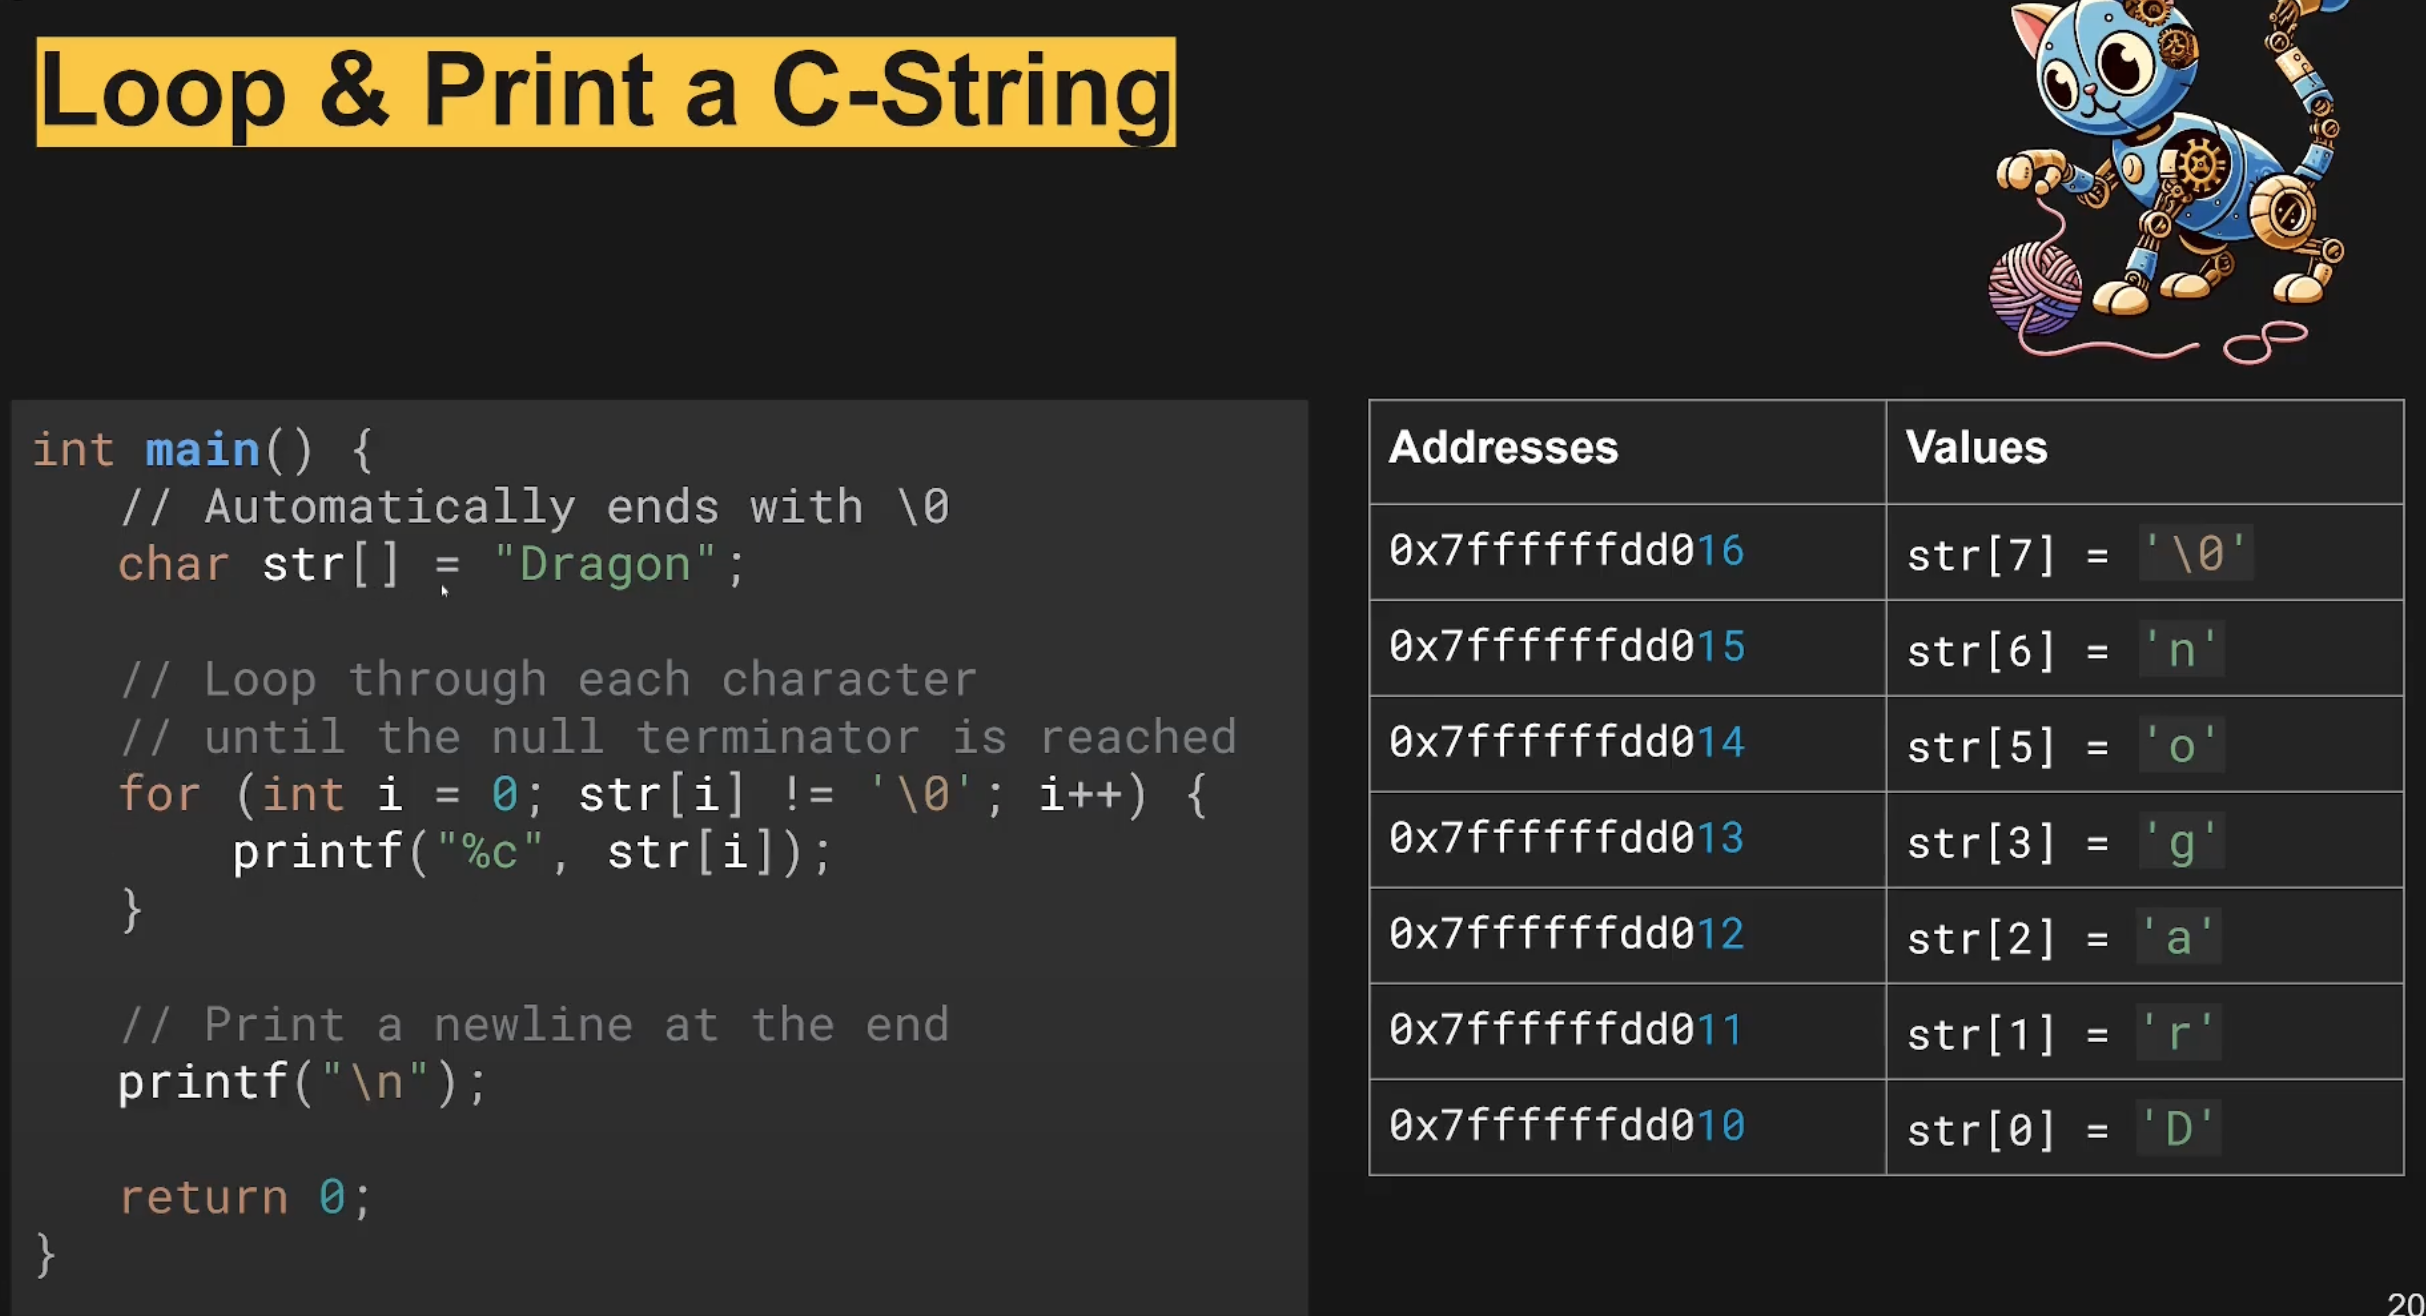 Loop & Print a C-String
int main() {
// Automatically ends with \0
char str[] = "Dragon";
// Loop through each character
// until the null terminator is reached
for (int i = 0; str[i] != '\0'; i++) {
printf("%c", str[i]);
}
// Print a newline at the end
printf("\n");
return 0;
}
Addresses Values
0x7ffffffdd016 str[7] = '\0'
0x7ffffffdd015 str[6] = 'n'
0x7ffffffdd014 str[5] = 'o'
0x7ffffffdd013 str[3] = 'g'
0x7ffffffdd012 str[2] = 'a'
0x7ffffffdd011 str[1] = 'r'
0x7ffffffdd010 str[0] = 'D'
20